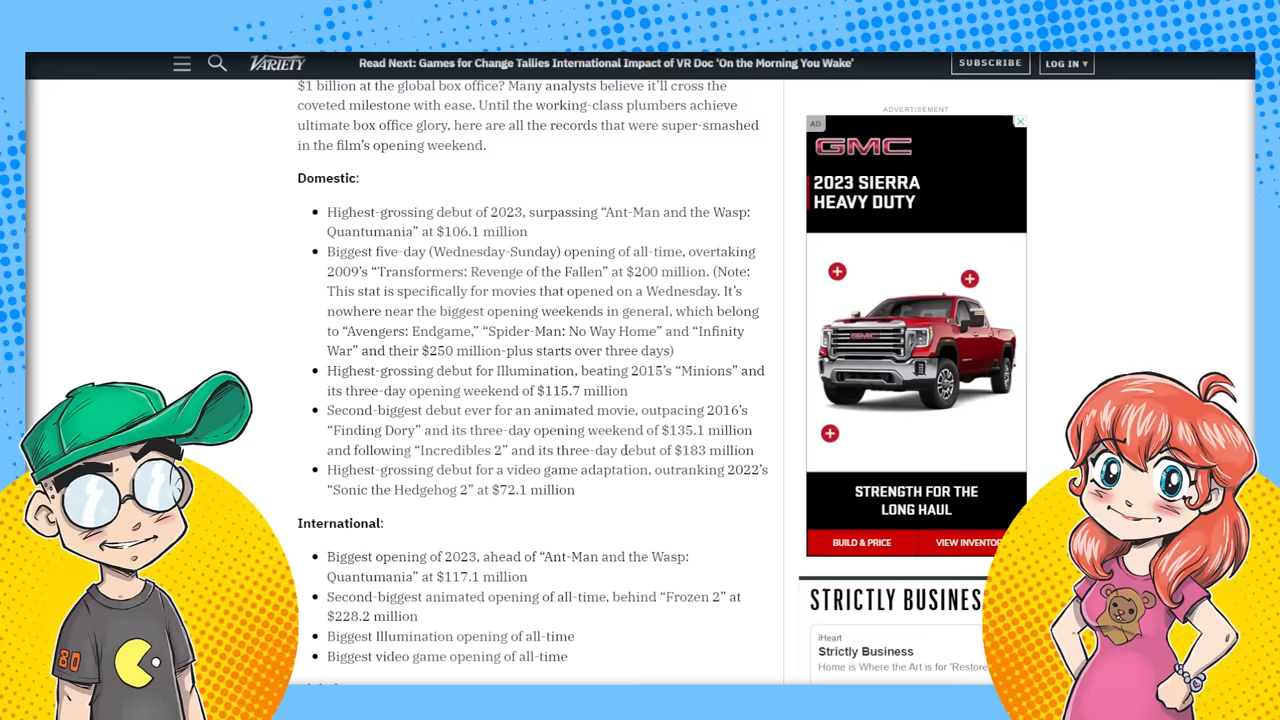 VARIETY
Read Next: Games for Change Tallies International Impact of VR Doc ‘On the Morning You Wake’
SUBSCRIBE
LOG IN ▾
$1 billion at the global box office? Many analysts believe it’ll cross the
coveted milestone with ease. Until the working-class plumbers achieve
ultimate box office glory, here are all the records that were super-smashed
in the film’s opening weekend.
Domestic:
• Highest-grossing debut of 2023, surpassing “Ant-Man and the Wasp:
Quantumania” at $106.1 million
• Biggest five-day (Wednesday-Sunday) opening of all-time, overtaking
2009’s “Transformers: Revenge of the Fallen” at $200 million. (Note:
This stat is specifically for movies that opened on a Wednesday. It’s
nowhere near the biggest opening weekends in general, which belong
to “Avengers: Endgame,” “Spider-Man: No Way Home” and “Infinity
War” and their $250 million-plus starts over three days)
• Highest-grossing debut for Illumination, beating 2015’s “Minions” and
its three-day opening weekend of $115.7 million
• Second-biggest debut ever for an animated movie, outpacing 2016’s
“Finding Dory” and its three-day opening weekend of $135.1 million
and following “Incredibles 2” and its three-day debut of $183 million
• Highest-grossing debut for a video game adaptation, outranking 2022’s
“Sonic the Hedgehog 2” at $72.1 million
International:
• Biggest opening of 2023, ahead of “Ant-Man and the Wasp:
Quantumania” at $117.1 million
• Second-biggest animated opening of all-time, behind “Frozen 2” at
$228.2 million
• Biggest Illumination opening of all-time
• Biggest video game opening of all-time
ADVERTISEMENT
AD
GMC
2023 SIERRA
HEAVY DUTY
GMC
STRENGTH FOR THE
LONG HAUL
BUILD & PRICE
VIEW INVENTOR
STRICTLY BUSINES
iHeart
Strictly Business
Home is Where the Art is for ‘Restore
80